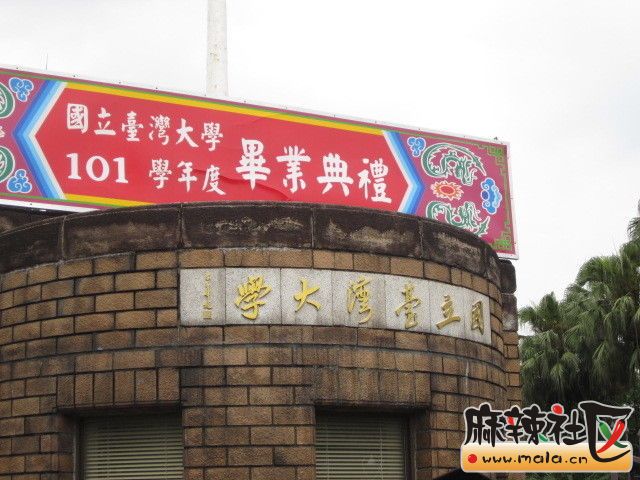 國立臺灣大學
101 學年度 畢業典禮
國立臺灣大學
麻辣社区
www.mala.cn